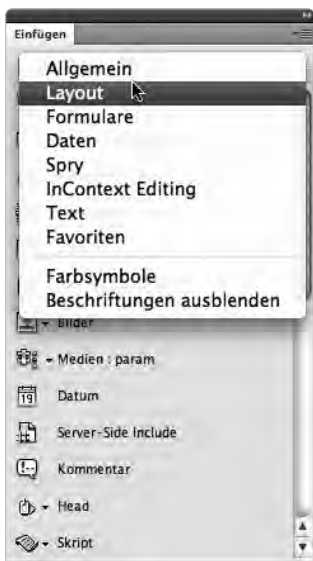 Einfügen
Allgemein
Layout
Formulare
Daten
Spry
InContext Editing
Text
Favoriten
Farbsymbole
Beschriftungen ausblenden
Bilder
Medien : param
19
Datum
Server-Side Include
Kommentar
Head
Skript